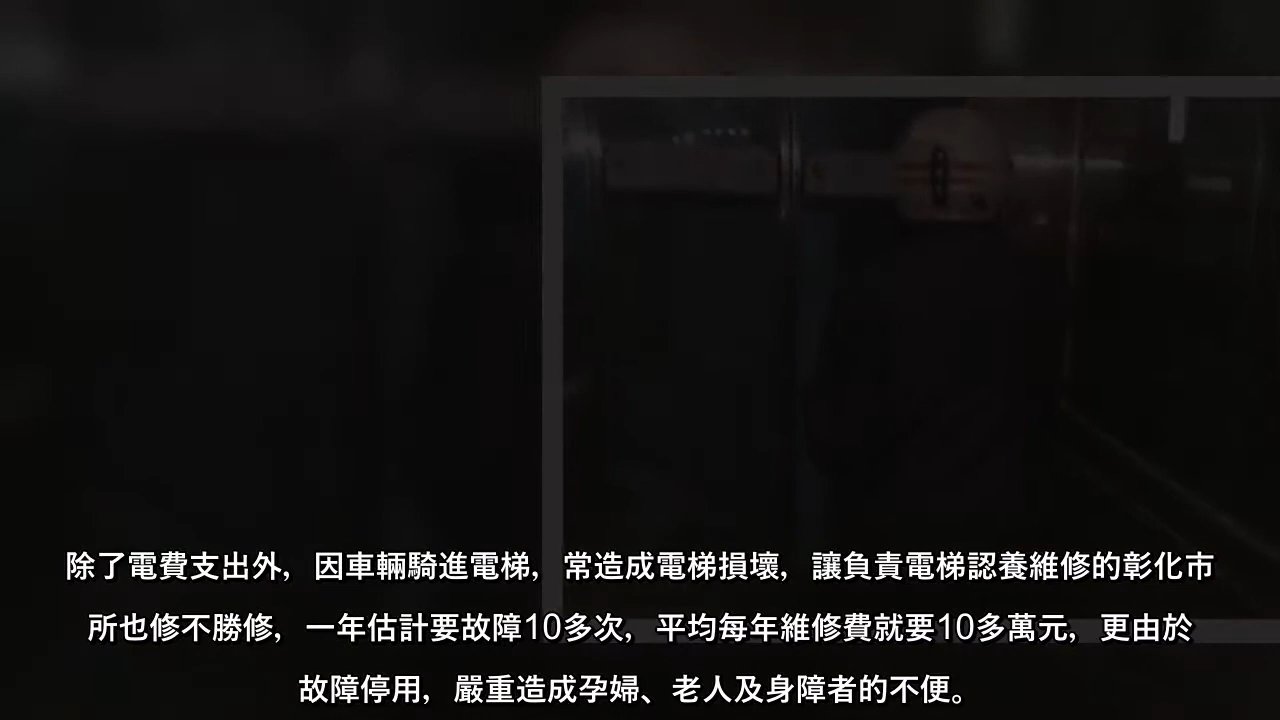 除了電費支出外，因車輛騎進電梯，常造成電梯損壞，讓負責電梯認養維修的彰化市
所也修不勝修，一年估計要故障10多次，平均每年維修費就要10多萬元，更由於
故障停用，嚴重造成孕婦、老人及身障者的不便。